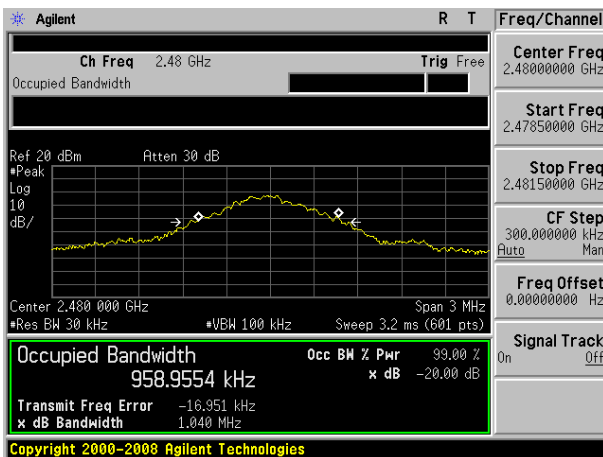 Agilent R T Freq/Channel
Ch Freq 2.48 GHz Trig Free
Occupied Bandwidth
Center Freq
2.48000000 GHz
Start Freq
2.47850000 GHz
Stop Freq
2.48150000 GHz
CF Step
300.000000 kHz
Auto Man
Freq Offset
0.00000000 Hz
Signal Track
On Off
Ref 20 dBm Atten 30 dB
#Peak
Log
10
dB/
Center 2.480 000 GHz Span 3 MHz
#Res BW 30 kHz #VBW 100 kHz Sweep 3.2 ms (601 pts)
Occupied Bandwidth Occ BW % Pwr 99.00 %
958.9554 kHz x dB -20.00 dB
Transmit Freq Error -16.951 kHz
x dB Bandwidth 1.040 MHz
Copyright 2000-2008 Agilent Technologies